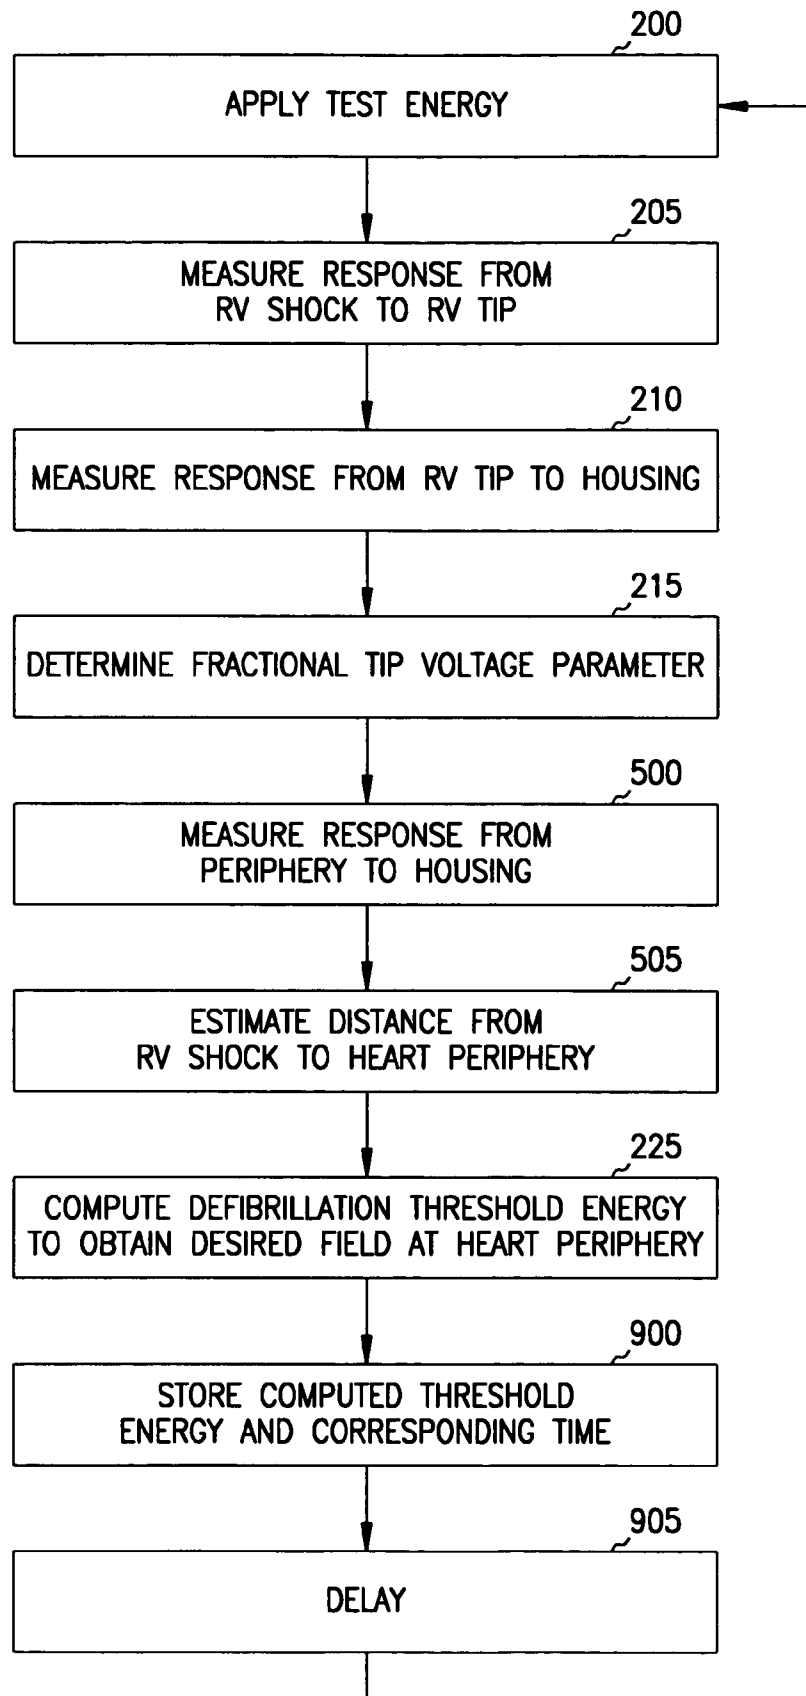 200
APPLY TEST ENERGY
205
MEASURE RESPONSE FROM
RV SHOCK TO RV TIP
210
MEASURE RESPONSE FROM RV TIP TO HOUSING
215
DETERMINE FRACTIONAL TIP VOLTAGE PARAMETER
500
MEASURE RESPONSE FROM
PERIPHERY TO HOUSING
505
ESTIMATE DISTANCE FROM
RV SHOCK TO HEART PERIPHERY
225
COMPUTE DEFIBRILLATION THRESHOLD ENERGY
TO OBTAIN DESIRED FIELD AT HEART PERIPHERY
900
STORE COMPUTED THRESHOLD
ENERGY AND CORRESPONDING TIME
905
DELAY